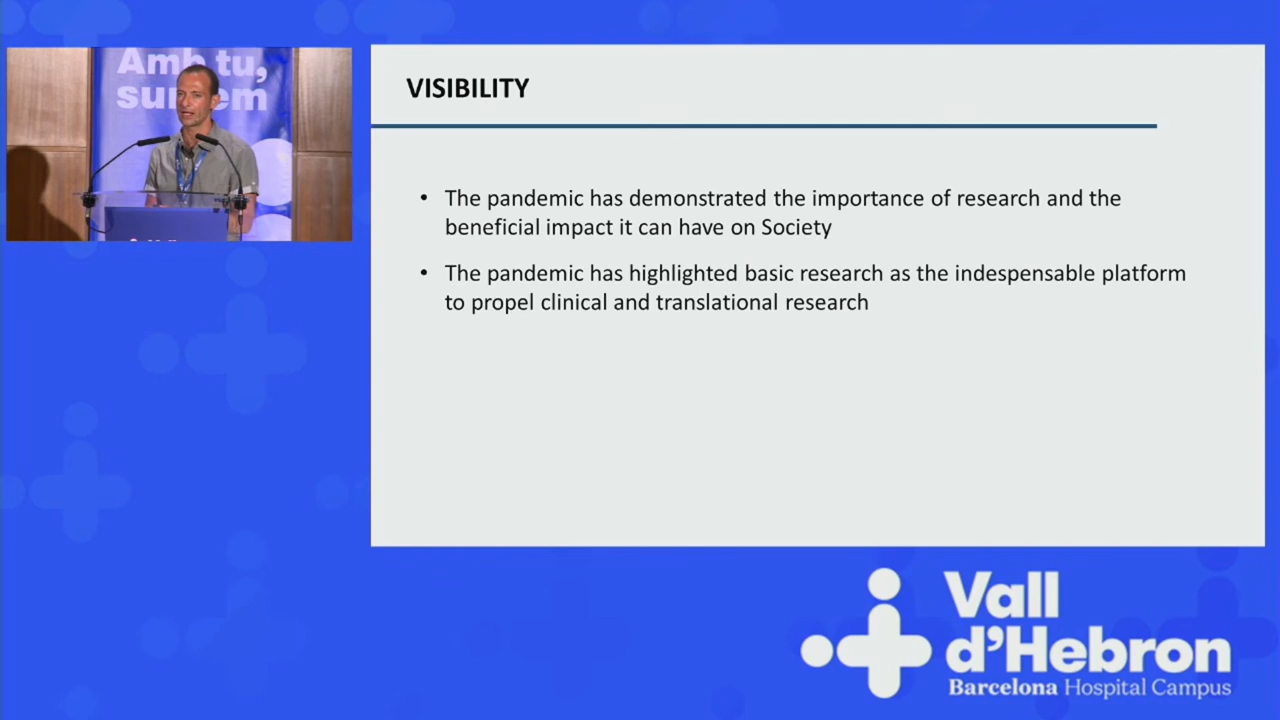 Amb tu,
VISIBILITY
• The pandemic has demonstrated the importance of research and the
beneficial impact it can have on Society
• The pandemic has highlighted basic research as the indespensable platform
to propel clinical and translational research
Vall
d'Hebron
Barcelona Hospital Campus